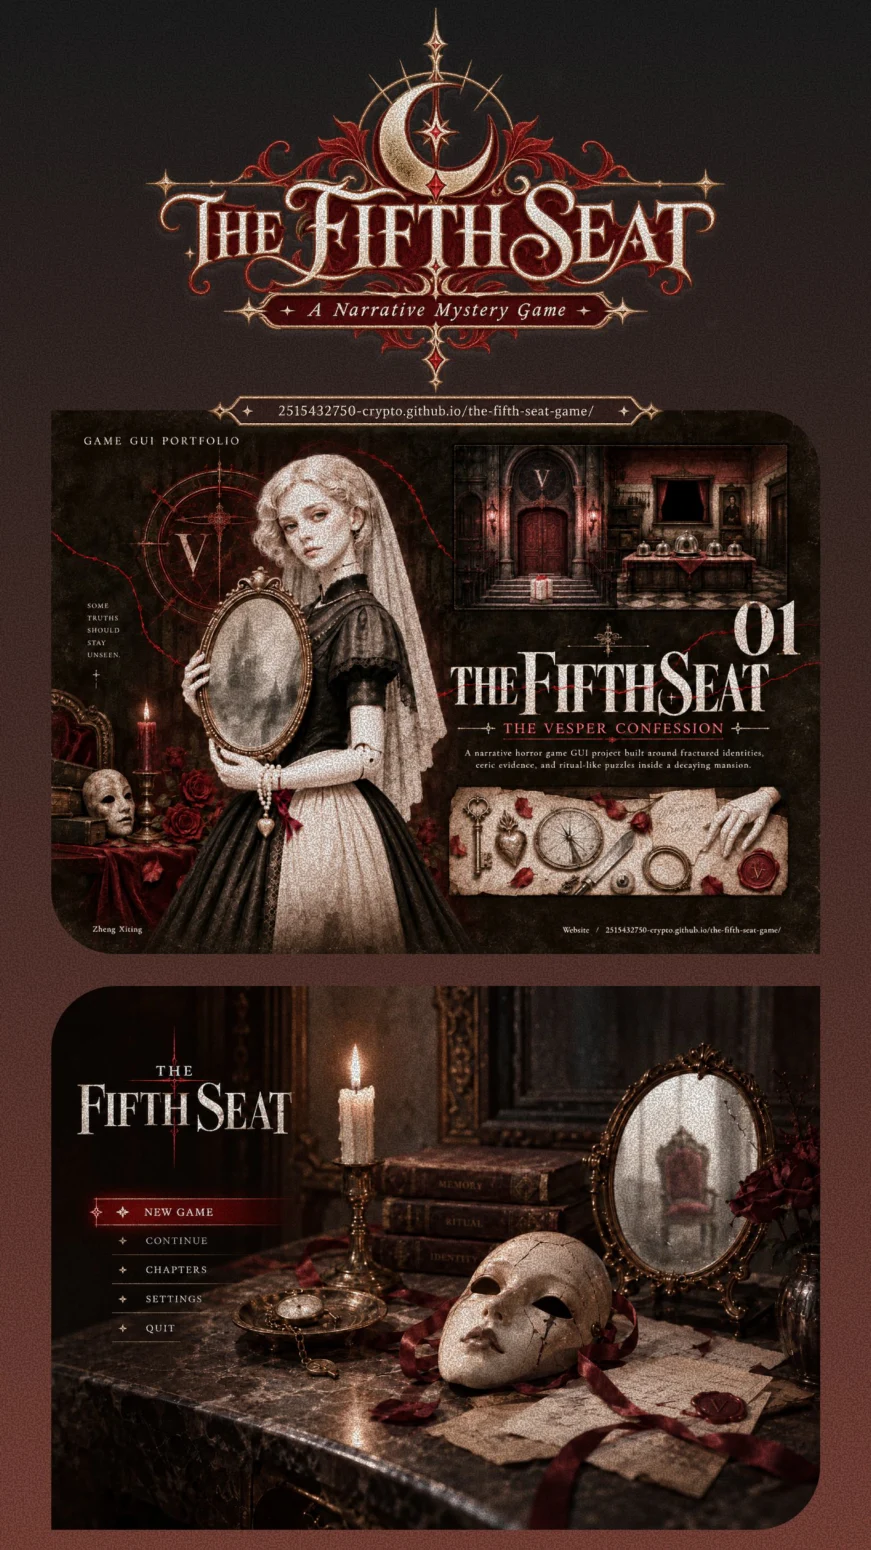 THE FIFTH SEAT
A Narrative Mystery Game
2515432750-crypto.github.io/the-fifth-seat-game/
GAME GUI PORTFOLIO
V
V
SOME
TRUTHS
SHOULD
STAY
UNSEEN.
01
THE FIFTH SEAT
THE VESPER CONFESSION
A narrative horror game GUI project built around fractured identities,
eeric evidence, and ritual-like puzzles inside a decaying mansion.
V
Zheng Xiting
Website / 2515432750-crypto.github.io/the-fifth-seat-game/
THE
FIFTH SEAT
NEW GAME
CONTINUE
CHAPTERS
SETTINGS
QUIT
MEMORY
RITUAL
IDENTITY
V